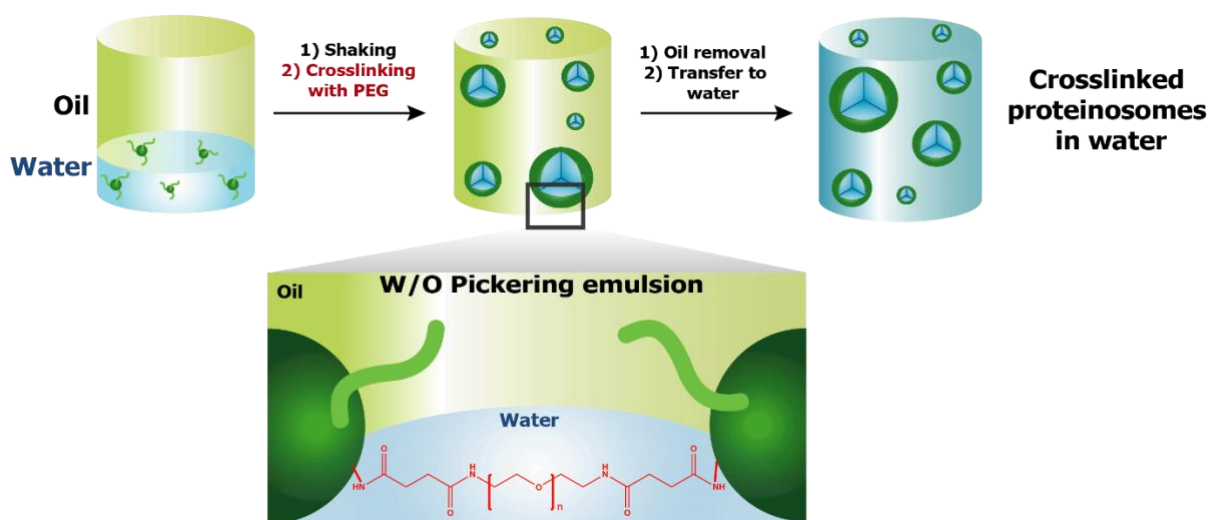 1) Shaking
2) Crosslinking
with PEG
1) Oil removal
2) Transfer to
water
Oil
Water
Crosslinked
proteinosomes
in water
Oil
W/O Pickering emulsion
Water
O
H
N
HN
O
O
n
N
H
O
O
NH